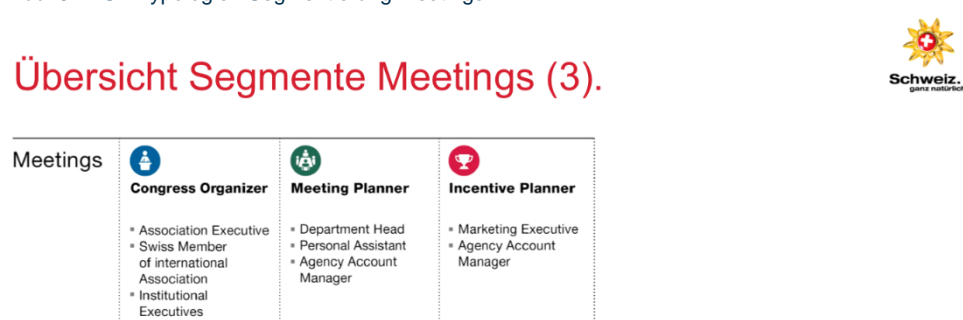 Übersicht Segmente Meetings (3).
Schweiz.
ganz natürlich
Meetings
Congress Organizer
▪ Association Executive
▪ Swiss Member
of international
Association
▪ Institutional
Executives
Meeting Planner
▪ Department Head
▪ Personal Assistant
▪ Agency Account
Manager
Incentive Planner
▪ Marketing Executive
▪ Agency Account
Manager